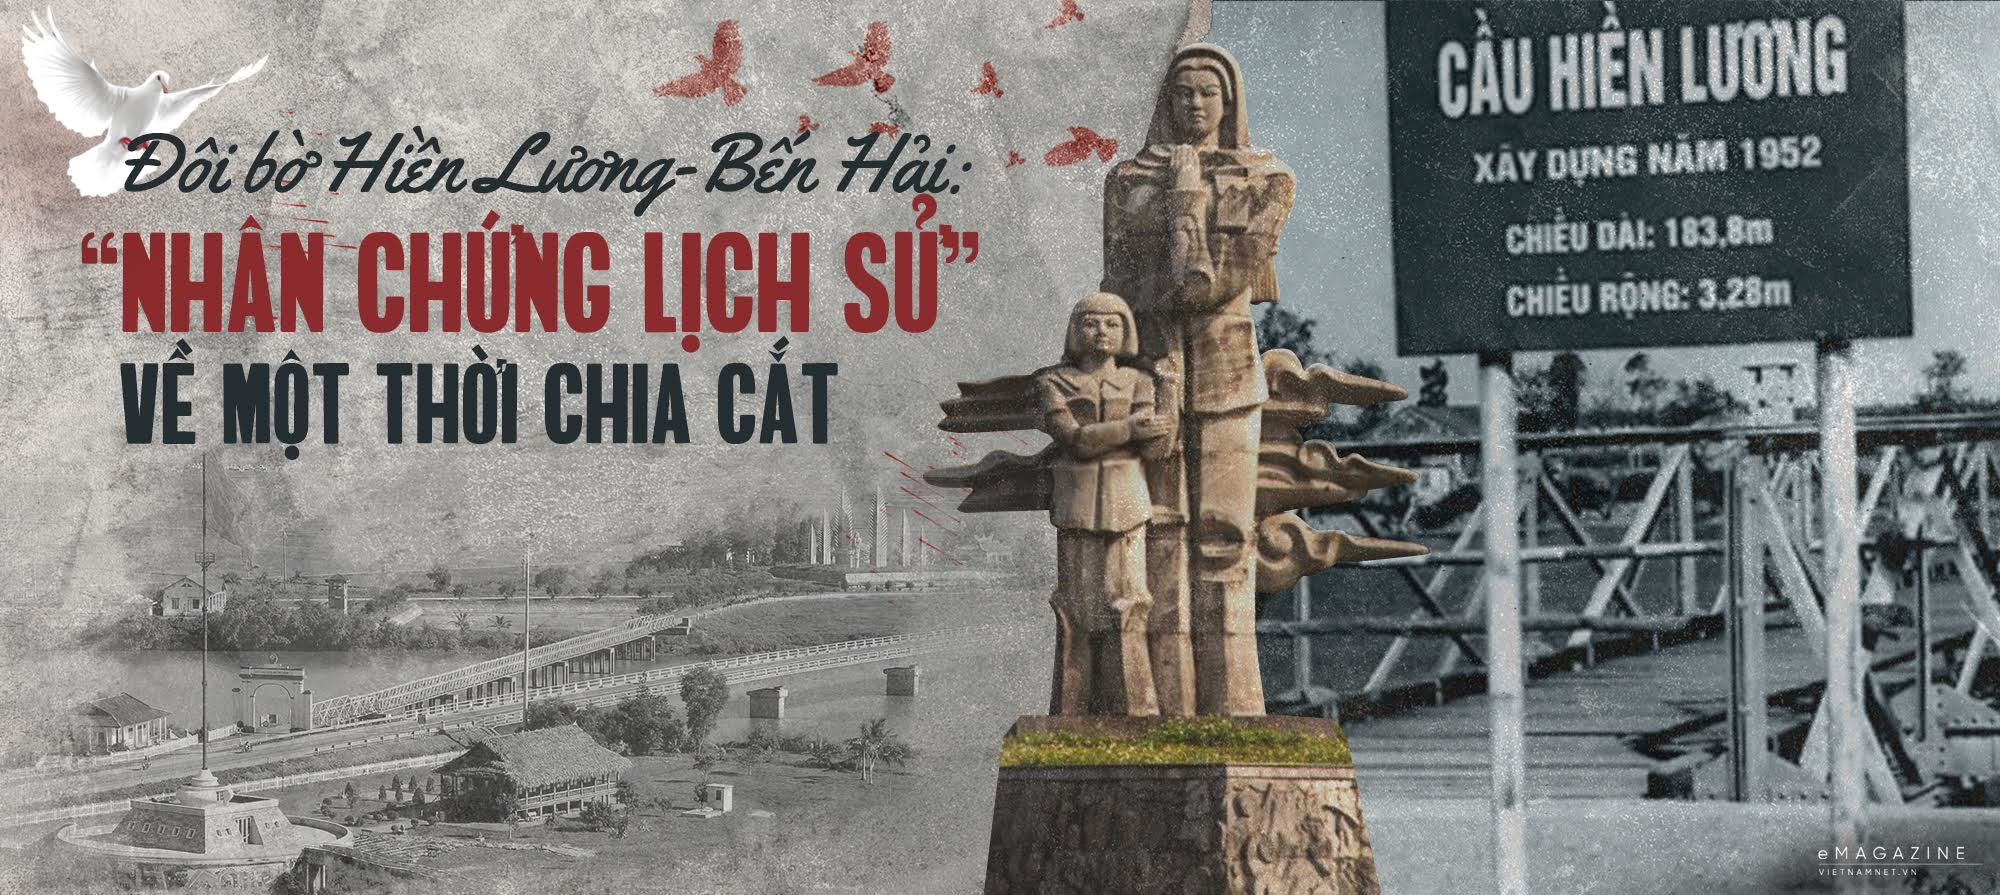 Đôi bờ Hiền Lương-Bến Hải:
“NHÂN CHỨNG LỊCH SỬ”
VỀ MỘT THỜI CHIA CẮT
CẦU HIỀN LƯƠNG
XÂY DỰNG NĂM 1952
CHIỀU DÀI: 183,8m
CHIỀU RỘNG: 3,28m
eMAGAZINE
VIETNAMNET.VN